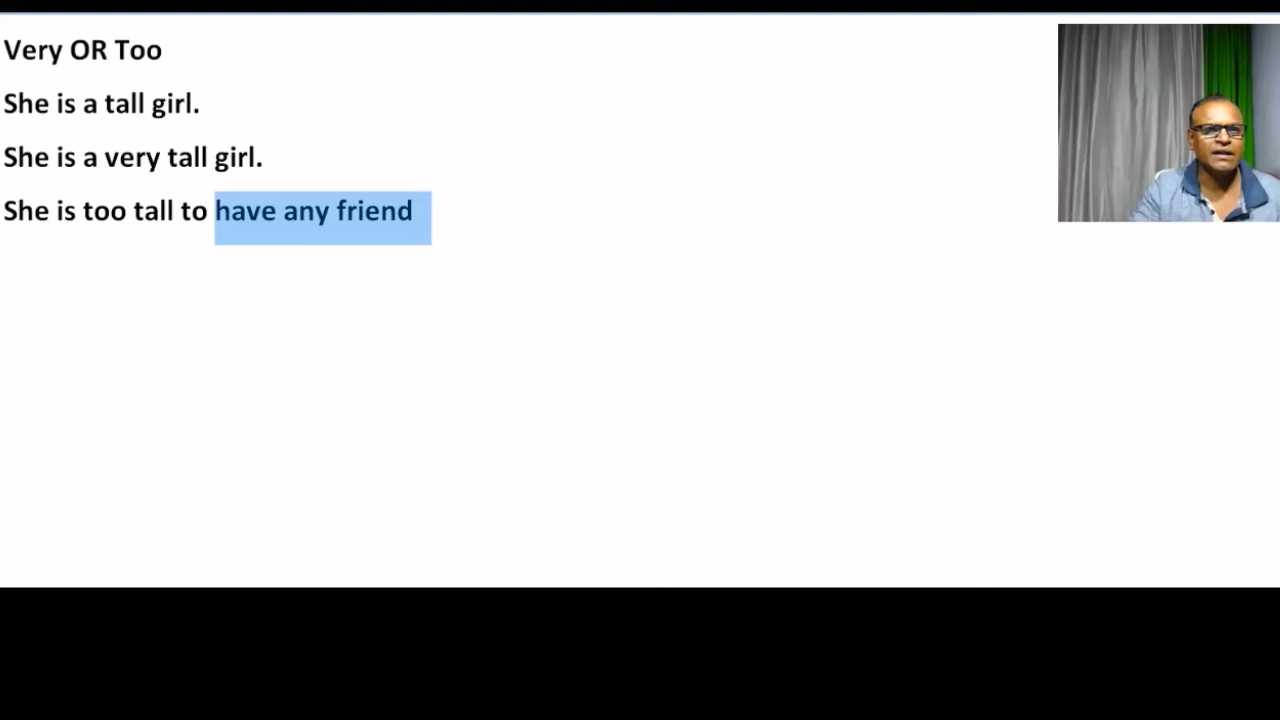 Very OR Too
She is a tall girl.
She is a very tall girl.
She is too tall to have any friend